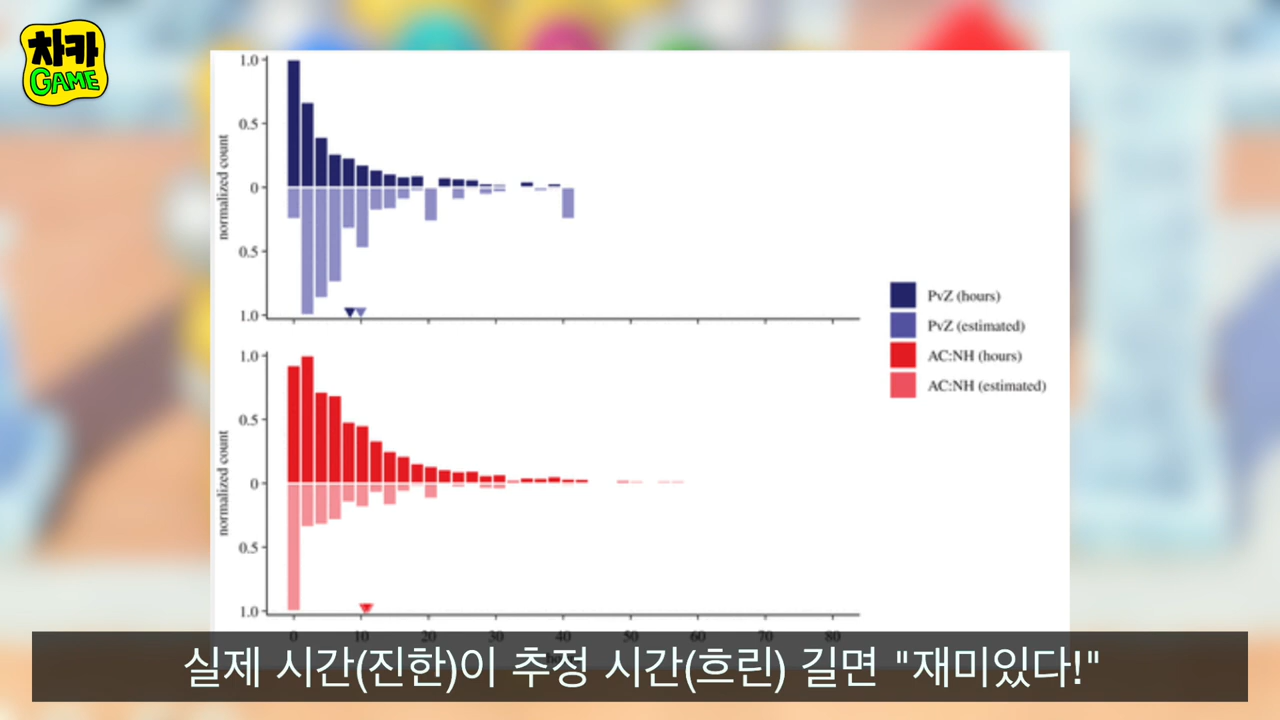 차카
GAME
1.0
0.5
0
0.5
1.0
normalized count
1.0
0.5
0
0.5
1.0
normalized count
0 10 20 30 40 50 60 70 80
PvZ (hours)
PvZ (estimated)
AC:NH (hours)
AC:NH (estimated)
실제 시간(진한)이 추정 시간(흐린) 길면 "재미있다!"